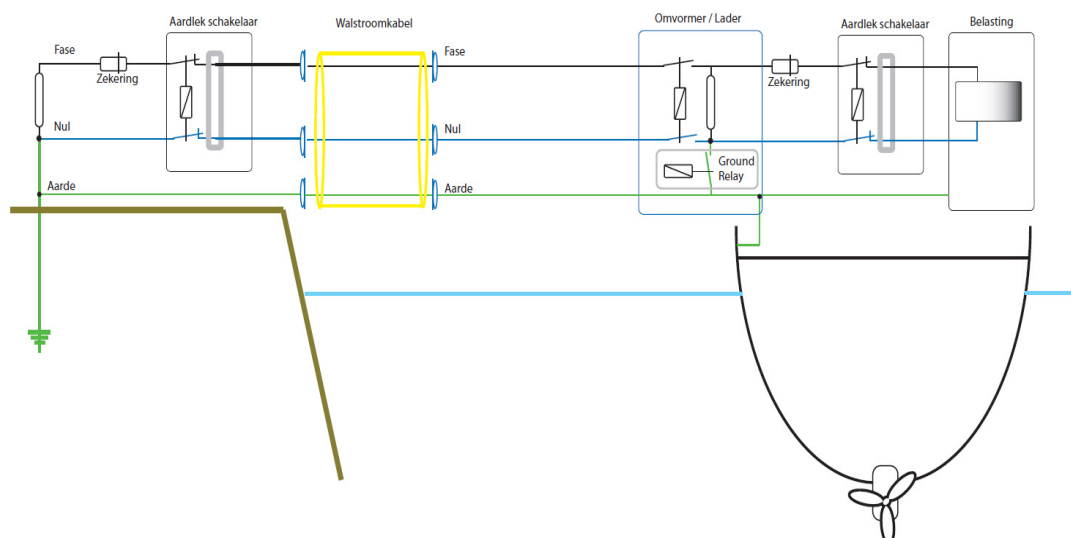 Aardlek schakelaar
Walstroomkabel
Omvormer / Lader
Aardlek schakelaar
Belasting
Fase
Zekering
Fase
Zekering
Nul
Nul
Ground
Relay
Aarde
Aarde